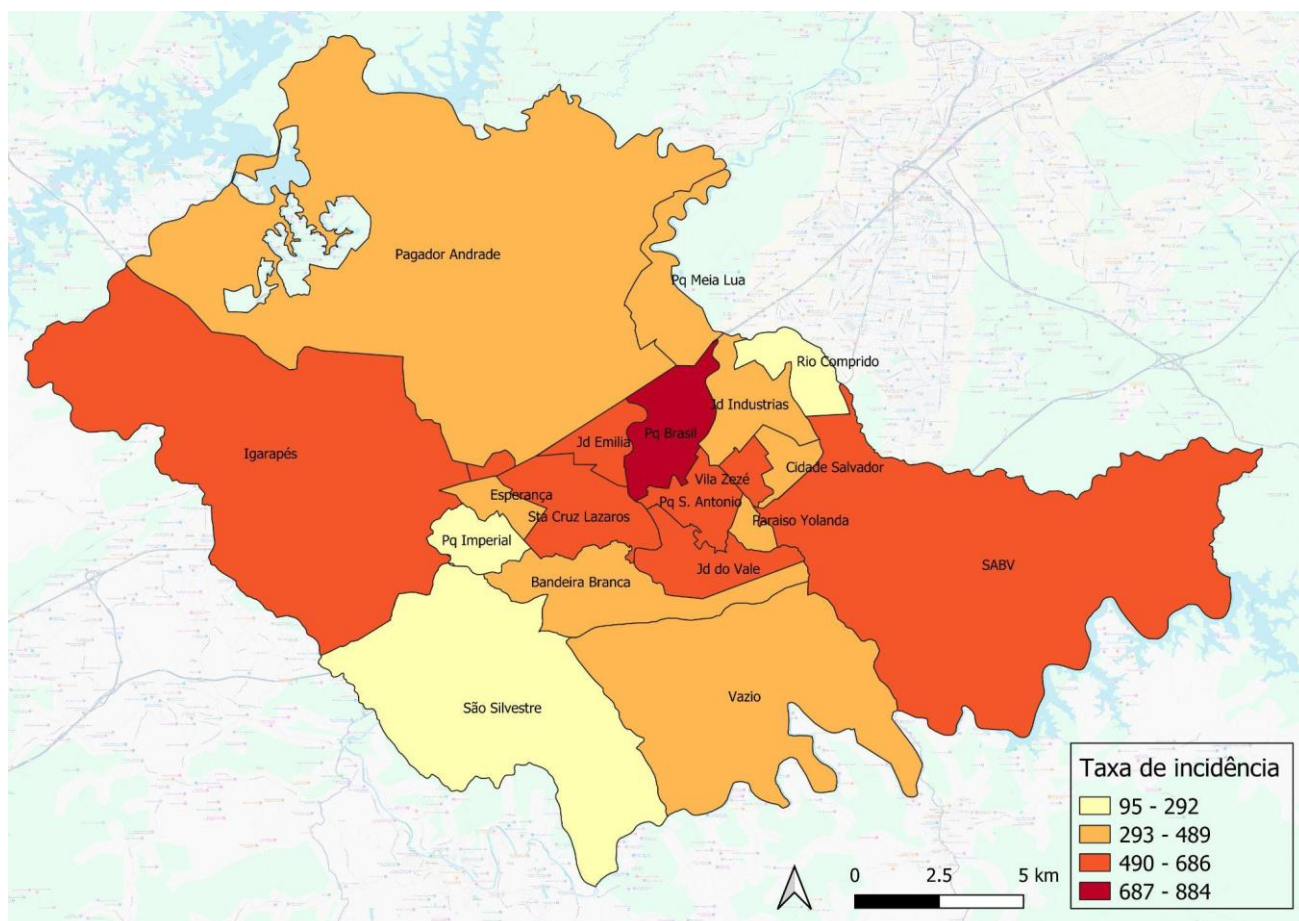 Pagador Andrade
Pq Meia Lua
Rio Comprido
Jd Industrias
Pq Brasil
Jd Emilia
Igarapés
Cidade Salvador
Vila Zezé
Esperança
Pq S. Antonio
Sta Cruz Lazaros
Paraiso Yolanda
Pq Imperial
SABV
Jd do Vale
Bandeira Branca
Vazio
São Silvestre
Taxa de incidência
95 - 292
293 - 489
490 - 686
687 - 884
0 2.5 5 km